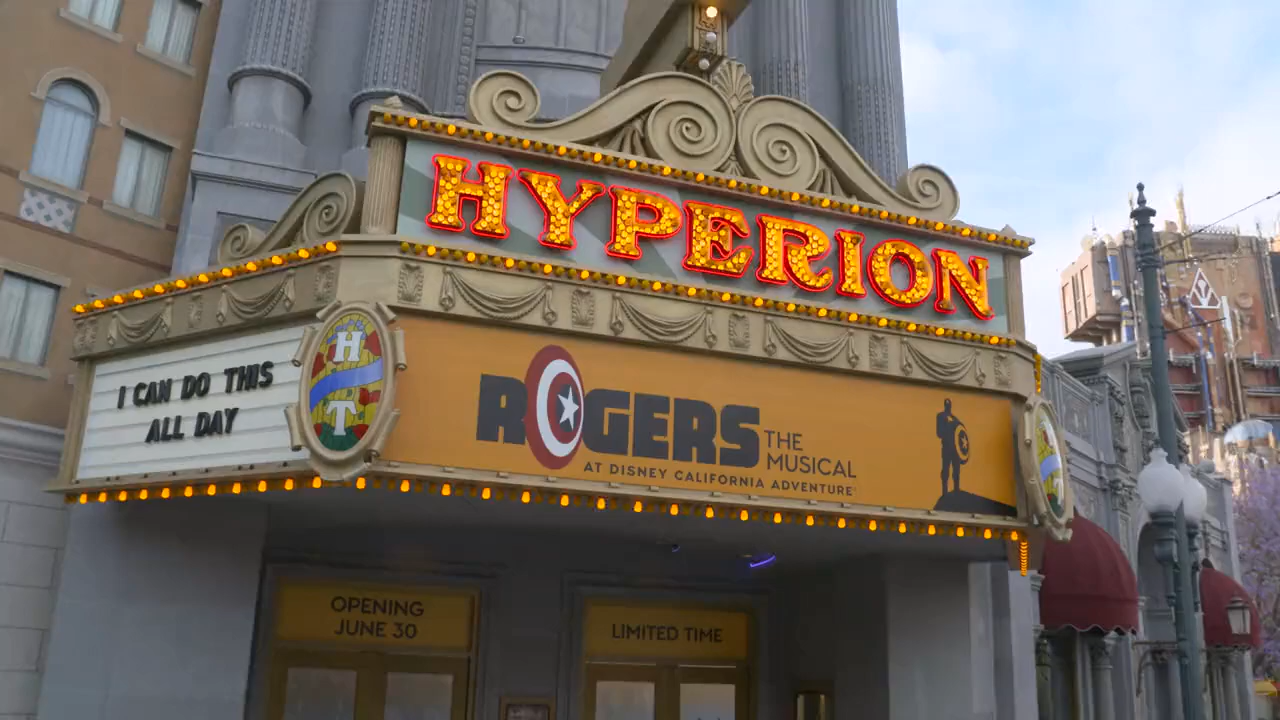 HYPERION
I CAN DO THIS
ALL DAY
H
T
ROGERS THE MUSICAL
AT DISNEY CALIFORNIA ADVENTURE
OPENING
JUNE 30
LIMITED TIME